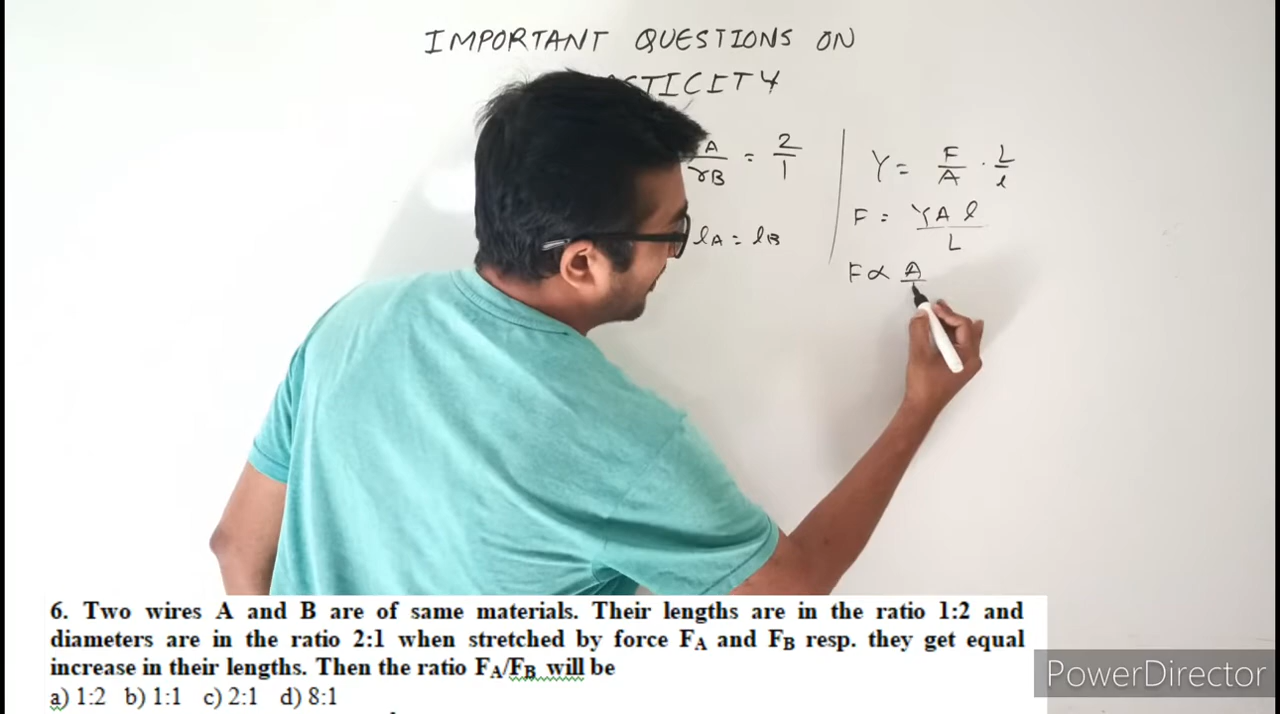 IMPORTANT QUESTIONS ON
STICITY
A/rB = 2/1
lA = lB
Y = F/A · L/l
F = YAl/L
F ∝ A
6. Two wires A and B are of same materials. Their lengths are in the ratio 1:2 and
diameters are in the ratio 2:1 when stretched by force FA and FB resp. they get equal
increase in their lengths. Then the ratio FA/FB will be
a) 1:2 b) 1:1 c) 2:1 d) 8:1
PowerDirector